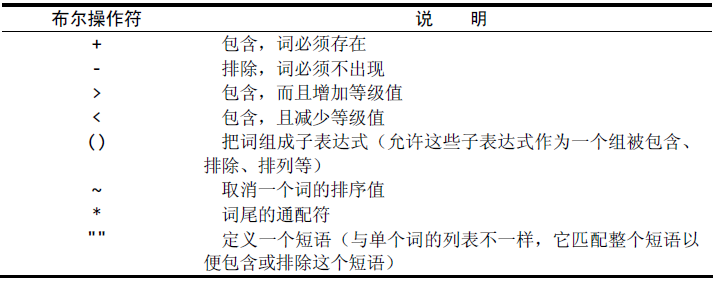 布尔操作符 说 明
+ 包含，词必须存在
- 排除，词必须不出现
> 包含，而且增加等级值
< 包含，且减少等级值
() 把词组成子表达式（允许这些子表达式作为一个组被包含、
排除、排列等）
~ 取消一个词的排序值
* 词尾的通配符
"" 定义一个短语（与单个词的列表不一样，它匹配整个短语以
便包含或排除这个短语）